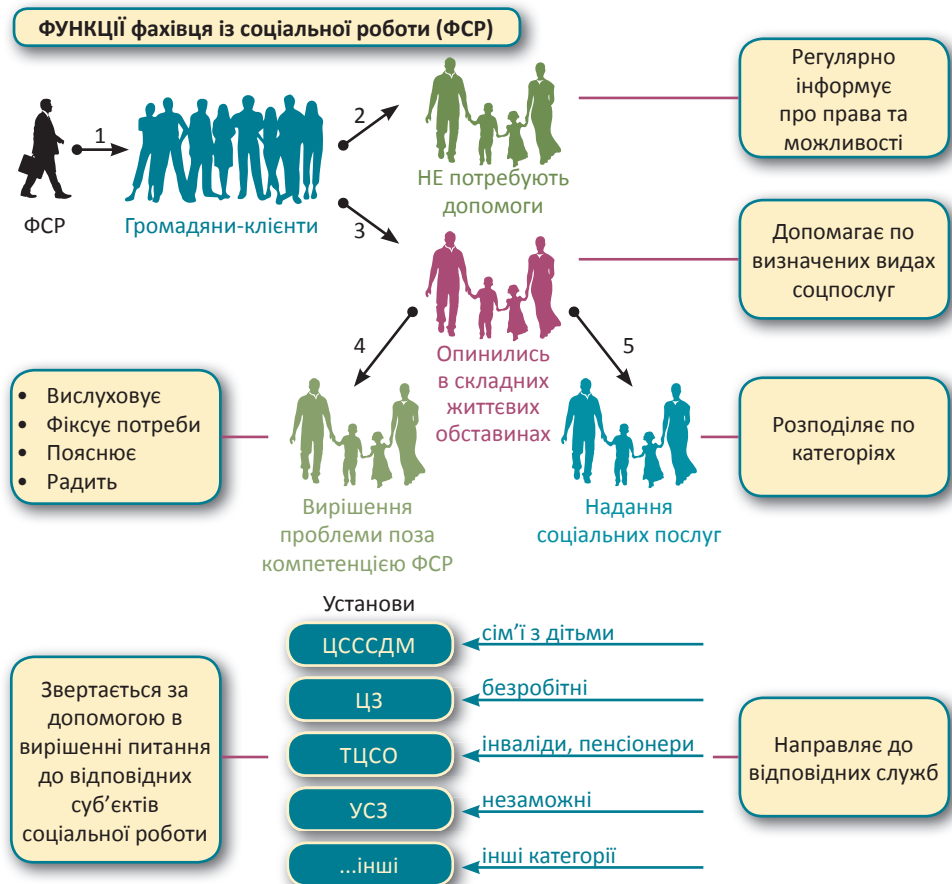 ФУНКЦІЇ фахівця із соціальної роботи (ФСР)
1
ФСР
Громадяни-клієнти
2
НЕ потребують
допомоги
Регулярно
інформує
про права та
можливості
3
Опинились
в складних
життєвих
обставинах
Допомагає по
визначених видах
соцпослуг
4
5
• Вислуховує
• Фіксує потреби
• Пояснює
• Радить
Вирішення
проблеми поза
компетенцією ФСР
Надання
соціальних послуг
Розподіляє по
категоріях
Установи
ЦСССДМ
сім’ї з дітьми
ЦЗ
безробітні
ТЦСО
інваліди, пенсіонери
УСЗ
незаможні
...інші
інші категорії
Звертається за
допомогою в
вирішенні питання
до відповідних
суб’єктів
соціальної роботи
Направляє до
відповідних служб